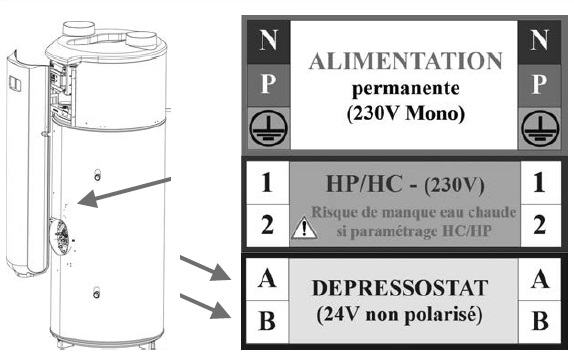 N ALIMENTATION N
P permanente P
(230V Mono)
1 HP/HC - (230V) 1
2 Risque de manque eau chaude 2
si paramétrage HC/HP
A DEPRESSOSTAT A
B (24V non polarisé) B